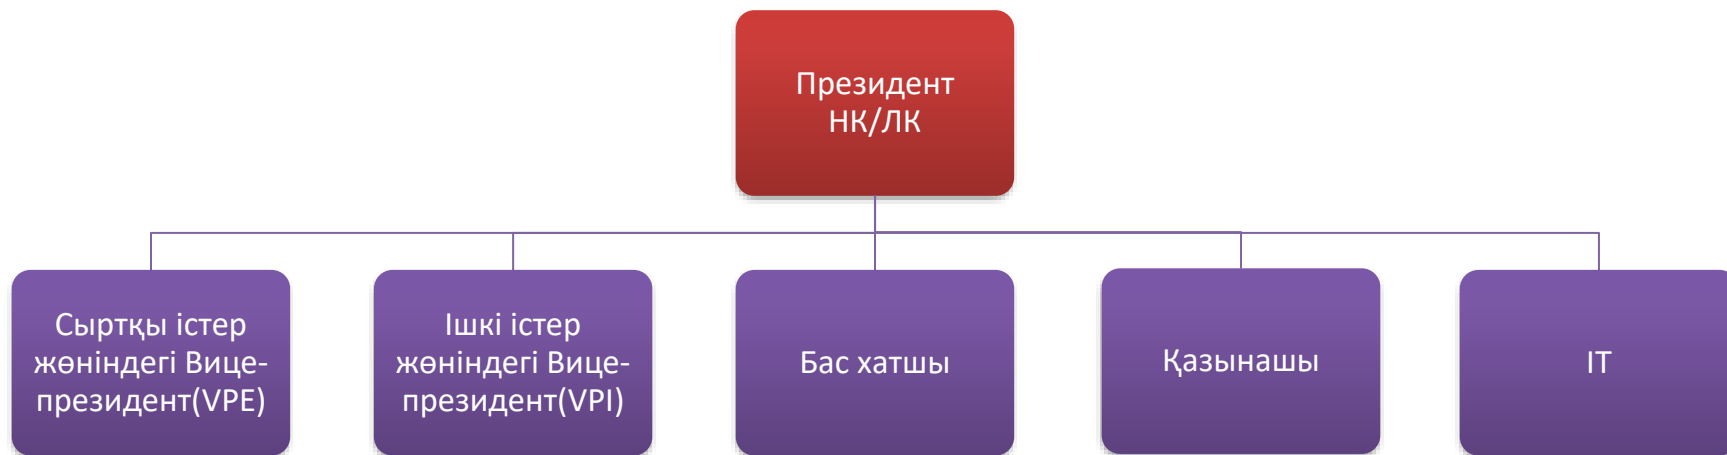 Президент
НК/ЛК
Сыртқы істер
жөніндегі Вице-
президент(VPE)
Ішкі істер
жөніндегі Вице-
президент(VPI)
Бас хатшы
Қазынашы
IT